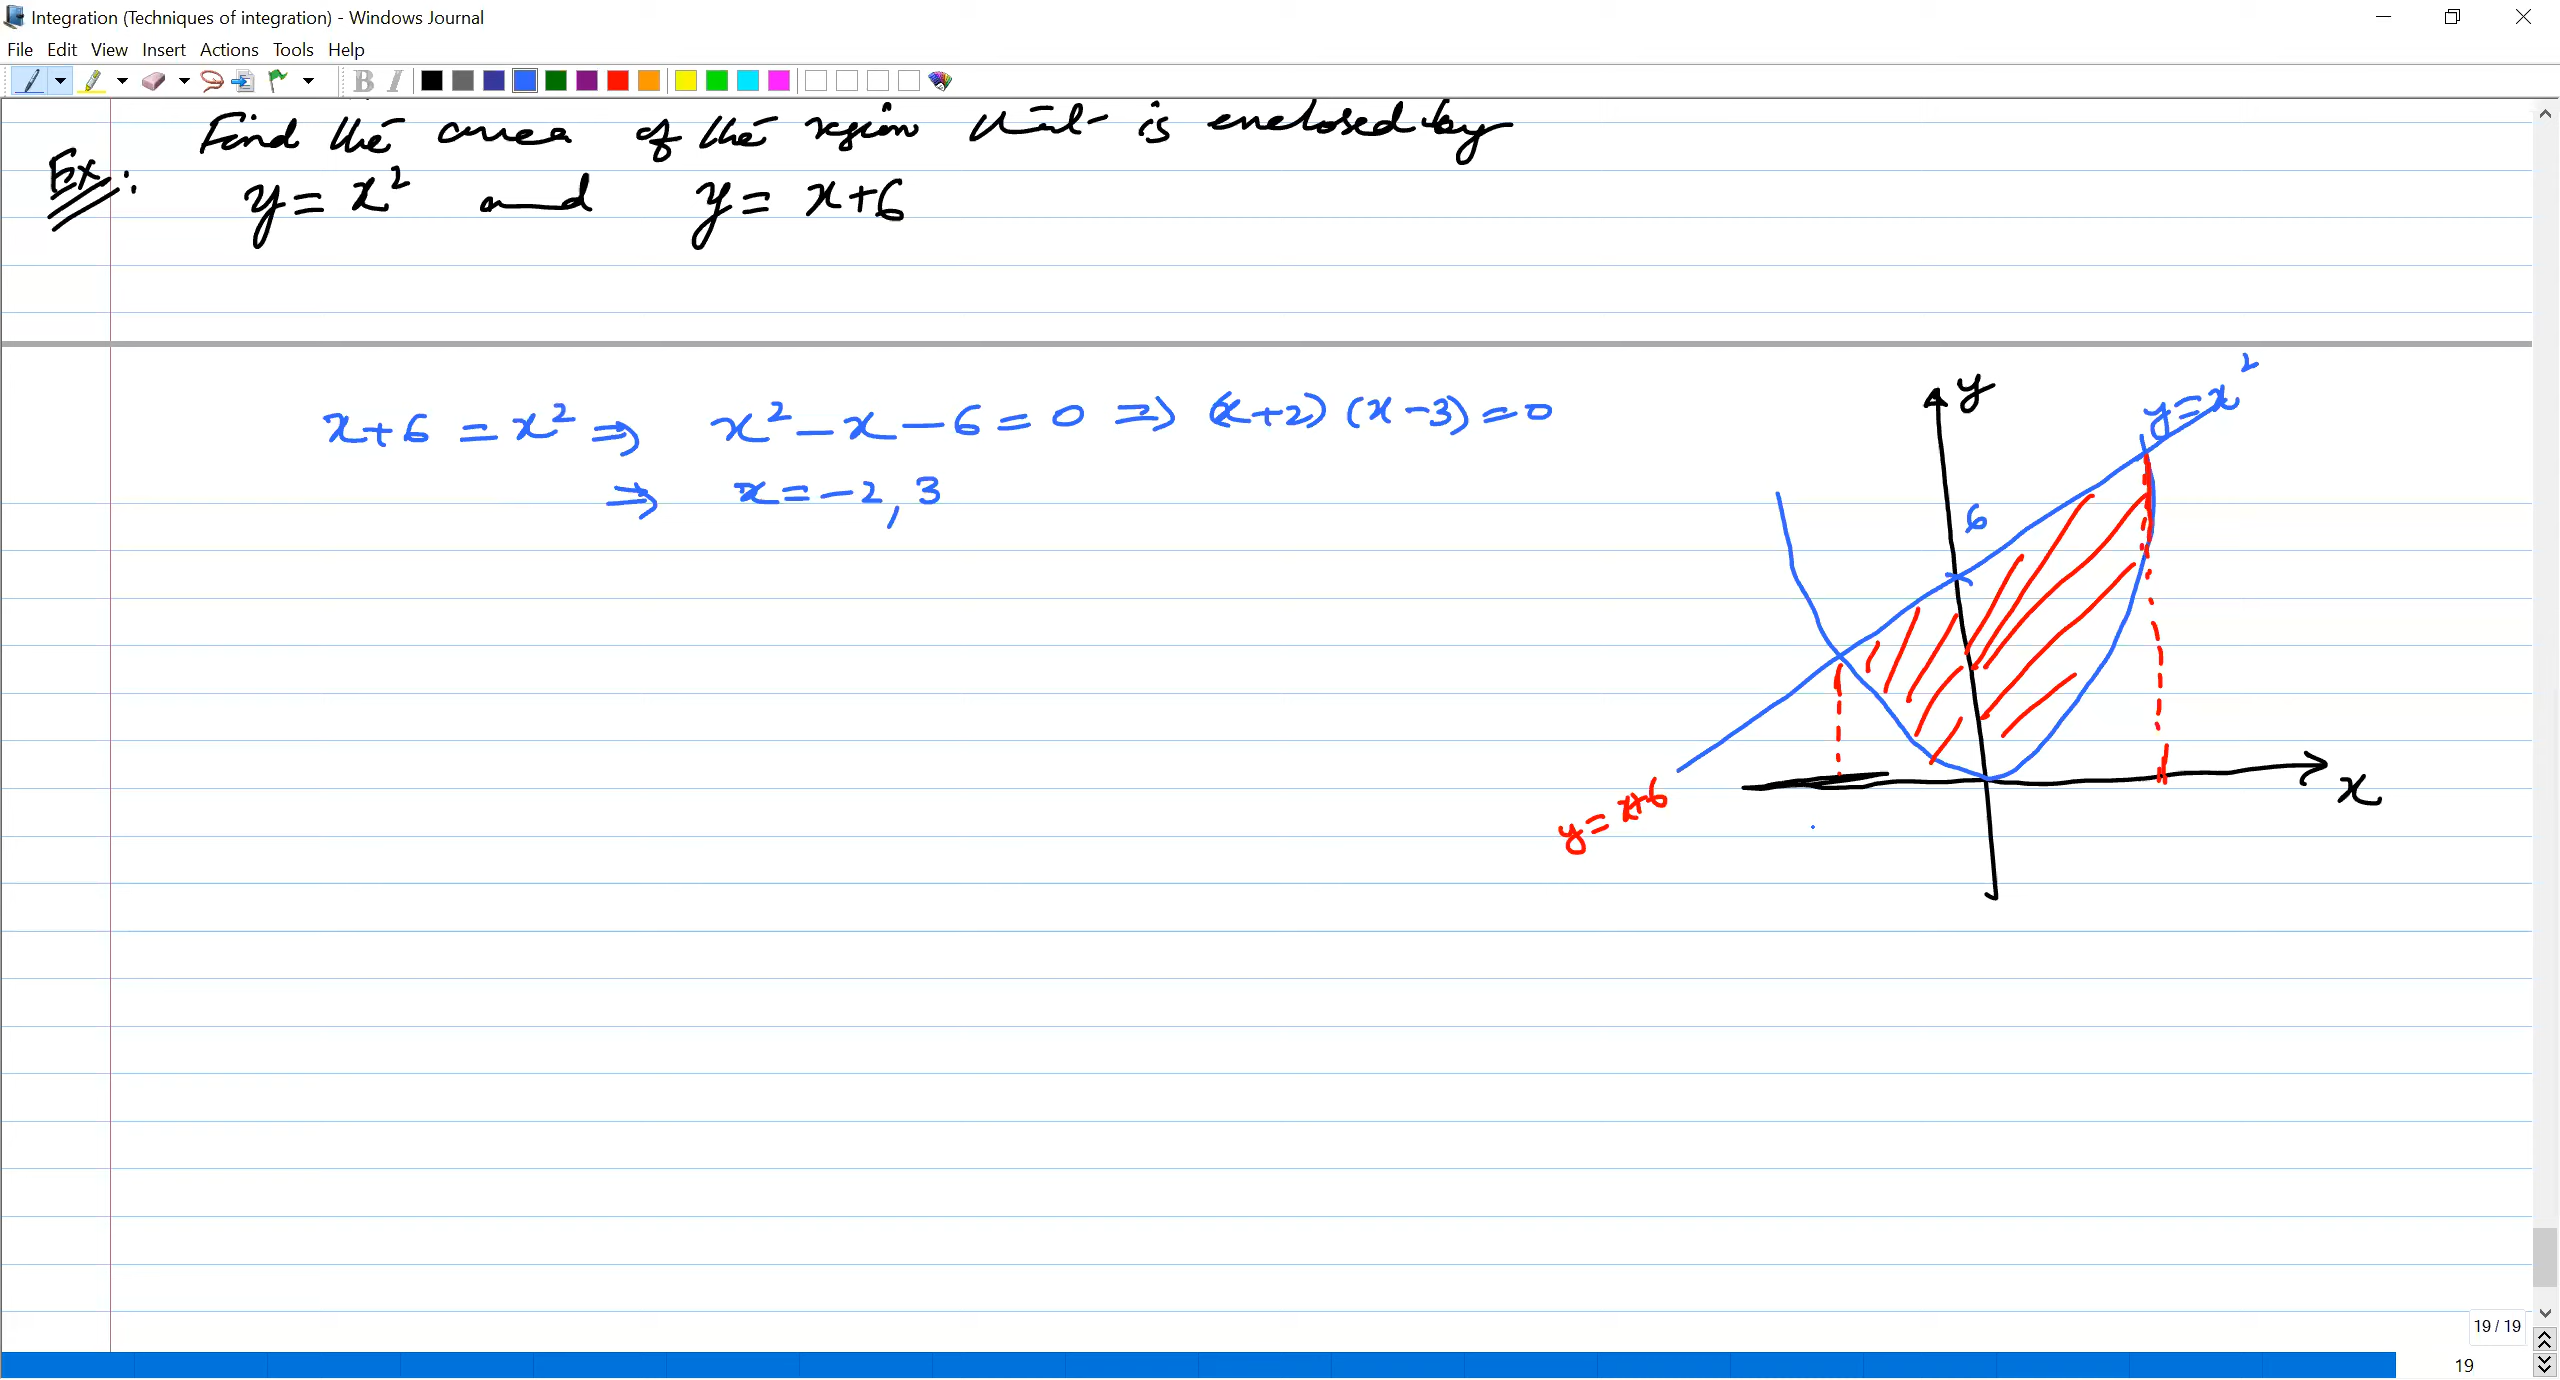 Integration (Techniques of integration) - Windows Journal
File Edit View Insert Actions Tools Help
B I
Find the area of the region that is enclosed by
Ex:
y = x² and y = x+6
x+6 = x² ⇒ x² - x - 6 = 0 ⇒ (x+2) (x-3) = 0
⇒ x = -2, 3
y
y = x²
6
x
y = x+6
19 / 19
19